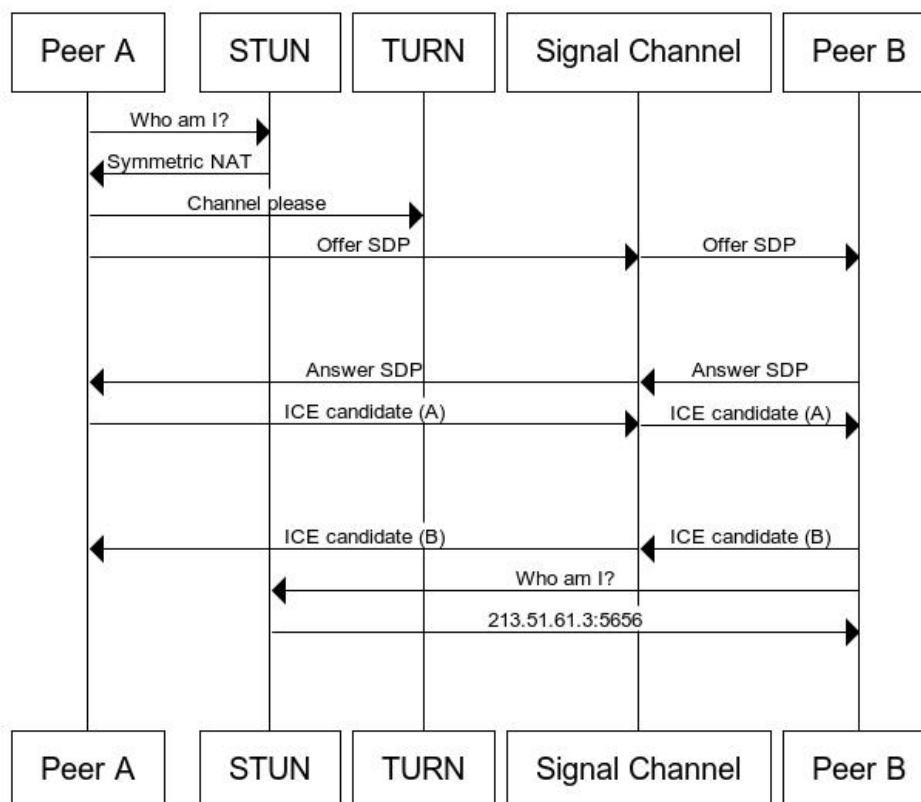 Peer A STUN TURN Signal Channel Peer B
Who am I?
Symmetric NAT
Channel please
Offer SDP Offer SDP
Answer SDP Answer SDP
ICE candidate (A) ICE candidate (A)
ICE candidate (B) ICE candidate (B)
Who am I?
213.51.61.3:5656
Peer A STUN TURN Signal Channel Peer B